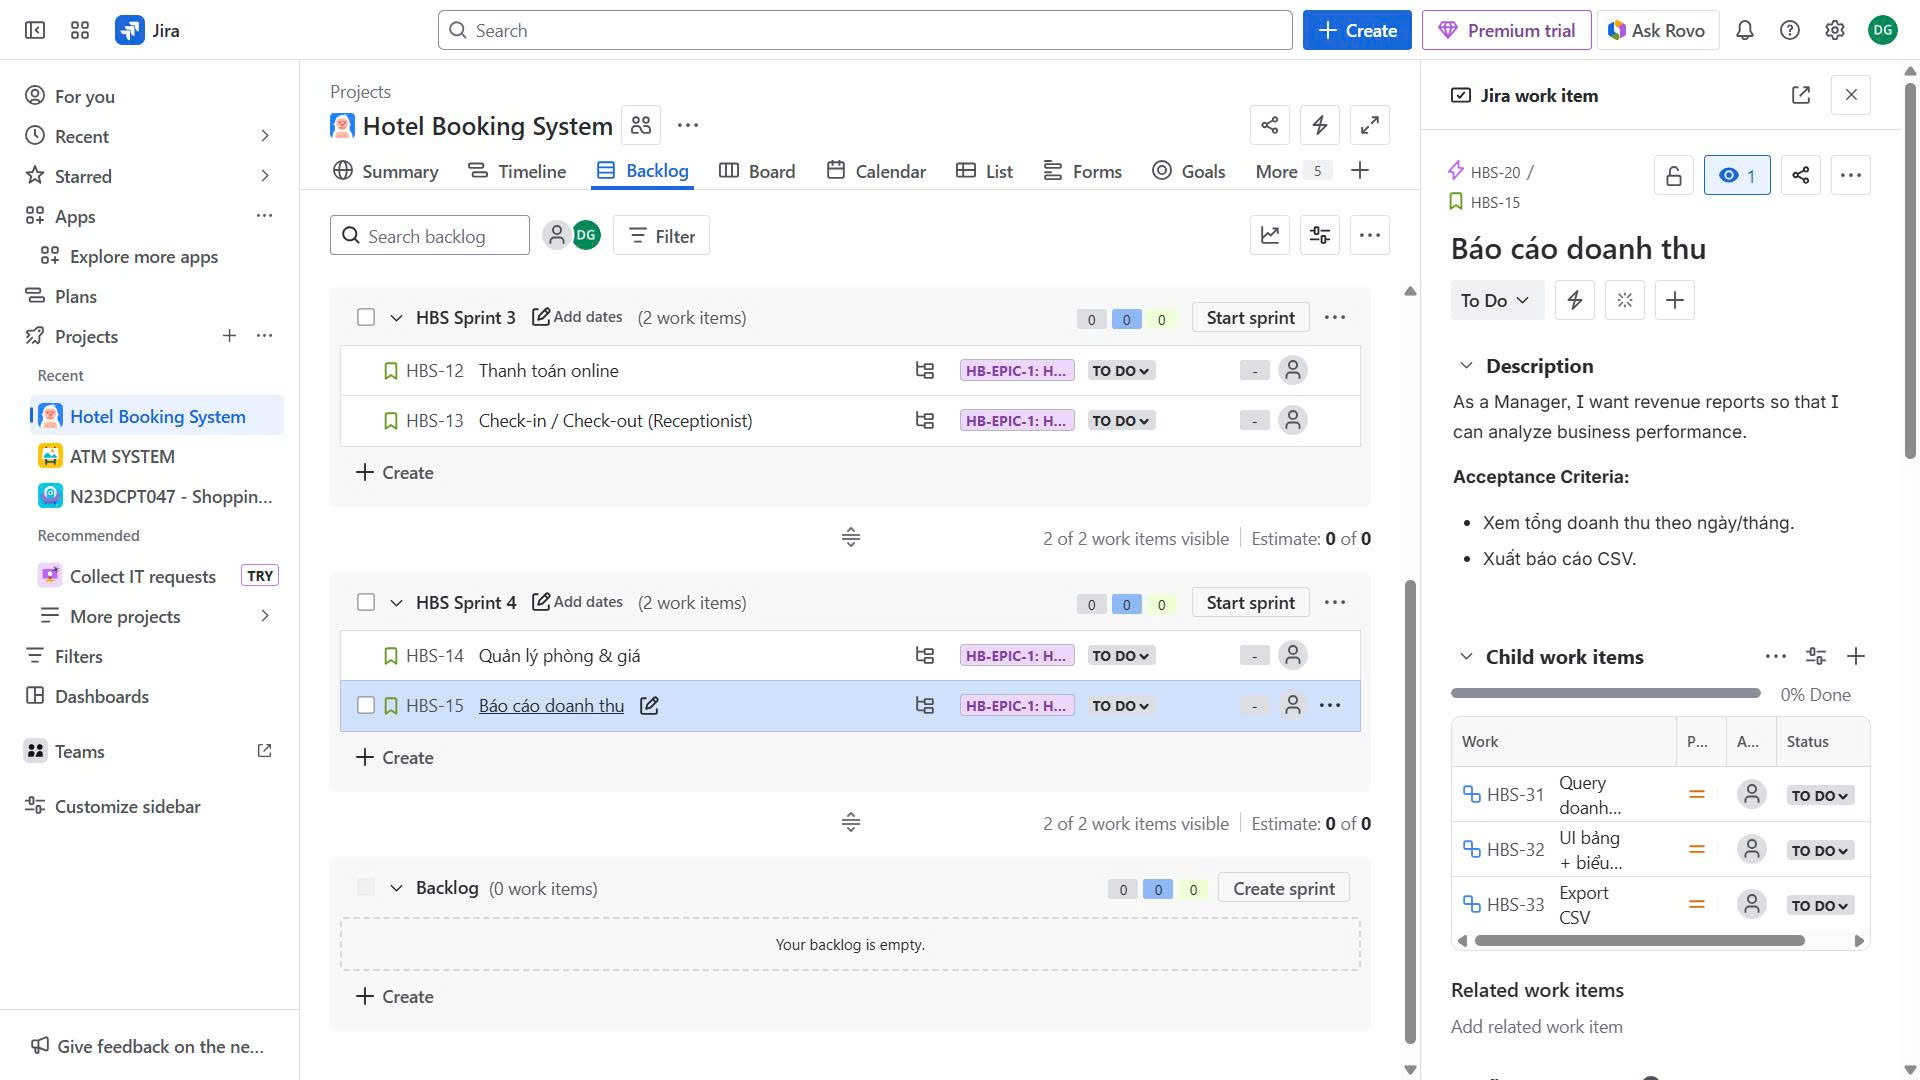 Jira
Search
Create
Premium trial
Ask Rovo
DG
For you
Recent
Starred
Apps
Explore more apps
Plans
Projects
Recent
Hotel Booking System
ATM SYSTEM
N23DCPT047 - Shoppin...
Recommended
Collect IT requests
TRY
More projects
Filters
Dashboards
Teams
Customize sidebar
Give feedback on the ne...
Projects
Hotel Booking System
Summary
Timeline
Backlog
Board
Calendar
List
Forms
Goals
More 5
Search backlog
DG
Filter
HBS Sprint 3 Add dates (2 work items) 0 0 0 Start sprint
HBS-12 Thanh toán online HB-EPIC-1: H... TO DO -
HBS-13 Check-in / Check-out (Receptionist) HB-EPIC-1: H... TO DO -
Create
2 of 2 work items visible Estimate: 0 of 0
HBS Sprint 4 Add dates (2 work items) 0 0 0 Start sprint
HBS-14 Quản lý phòng & giá HB-EPIC-1: H... TO DO -
HBS-15 Báo cáo doanh thu HB-EPIC-1: H... TO DO -
Create
2 of 2 work items visible Estimate: 0 of 0
Backlog (0 work items) 0 0 0 Create sprint
Your backlog is empty.
Create
Jira work item
HBS-20 /
HBS-15
1
Báo cáo doanh thu
To Do
Description
As a Manager, I want revenue reports so that I
can analyze business performance.
Acceptance Criteria:
Xem tổng doanh thu theo ngày/tháng.
Xuất báo cáo CSV.
Child work items
0% Done
Work P... A... Status
HBS-31 Query
doanh... TO DO
HBS-32 UI bảng
+ biểu... TO DO
HBS-33 Export
CSV TO DO
Related work items
Add related work item